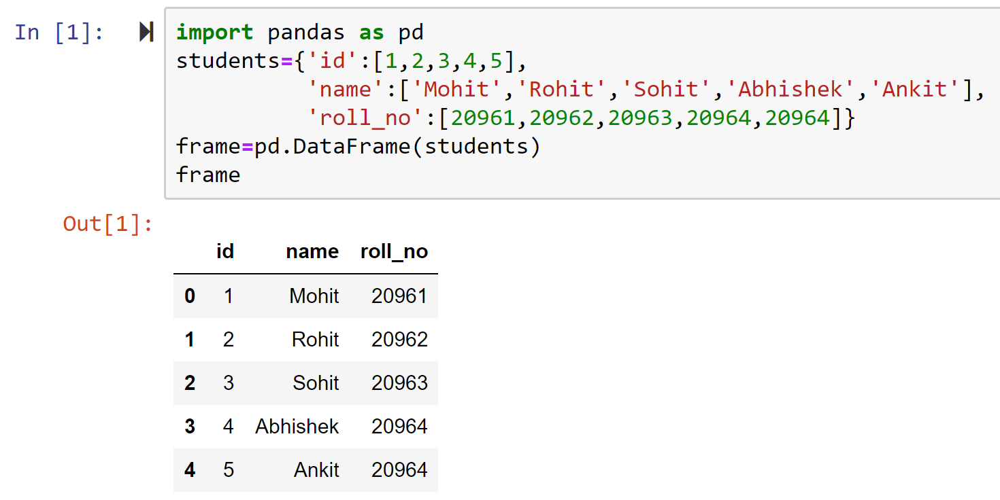 In [1]: import pandas as pd
students={'id':[1,2,3,4,5],
'name':['Mohit','Rohit','Sohit','Abhishek','Ankit'],
'roll_no':[20961,20962,20963,20964,20964]}
frame=pd.DataFrame(students)
frame
Out[1]:
id name roll_no
0 1 Mohit 20961
1 2 Rohit 20962
2 3 Sohit 20963
3 4 Abhishek 20964
4 5 Ankit 20964